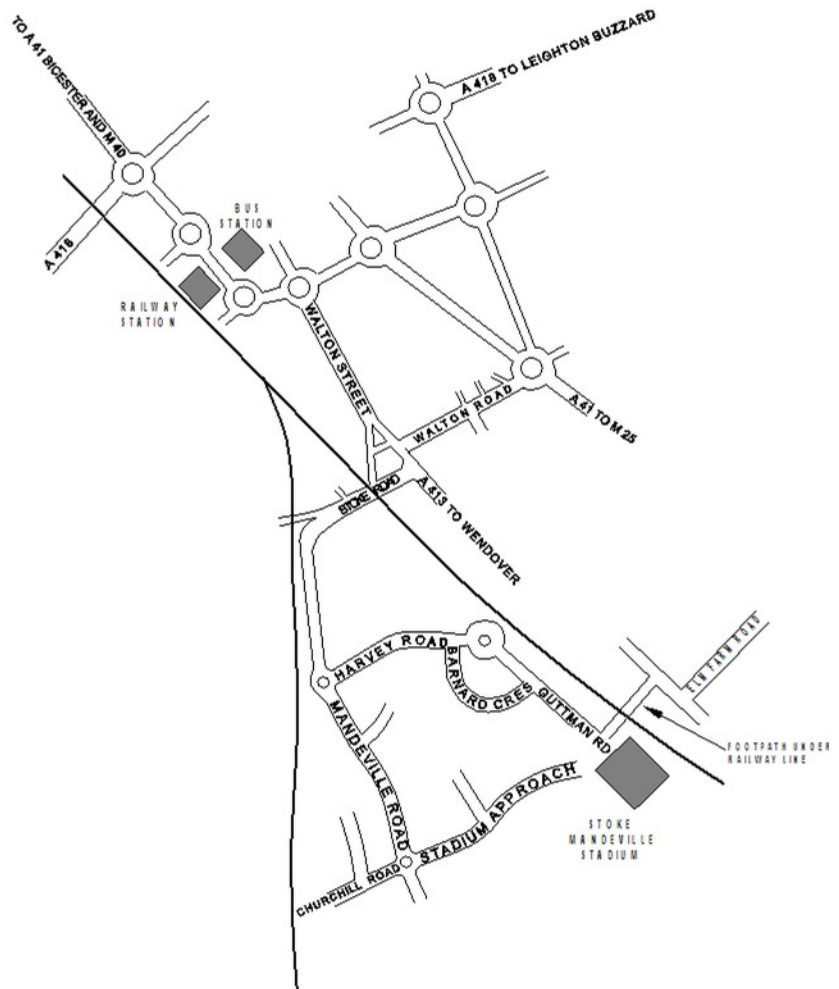 TO A 41 BICESTER AND M 40
A 418 TO LEIGHTON BUZZARD
BUS
STATION
A 418
RAILWAY
STATION
WALTON STREET
WALTON ROAD
A 41 TO M 25
STOKE ROAD
A 413 TO WENDOVER
HARVEY ROAD
BARNARD CRES
GUTTMAN RD
ELM FARM ROAD
MANDEVILLE ROAD
FOOTPATH UNDER
RAILWAY LINE
STADIUM APPROACH
STOKE
MANDEVILLE
STADIUM
CHURCHILL ROAD